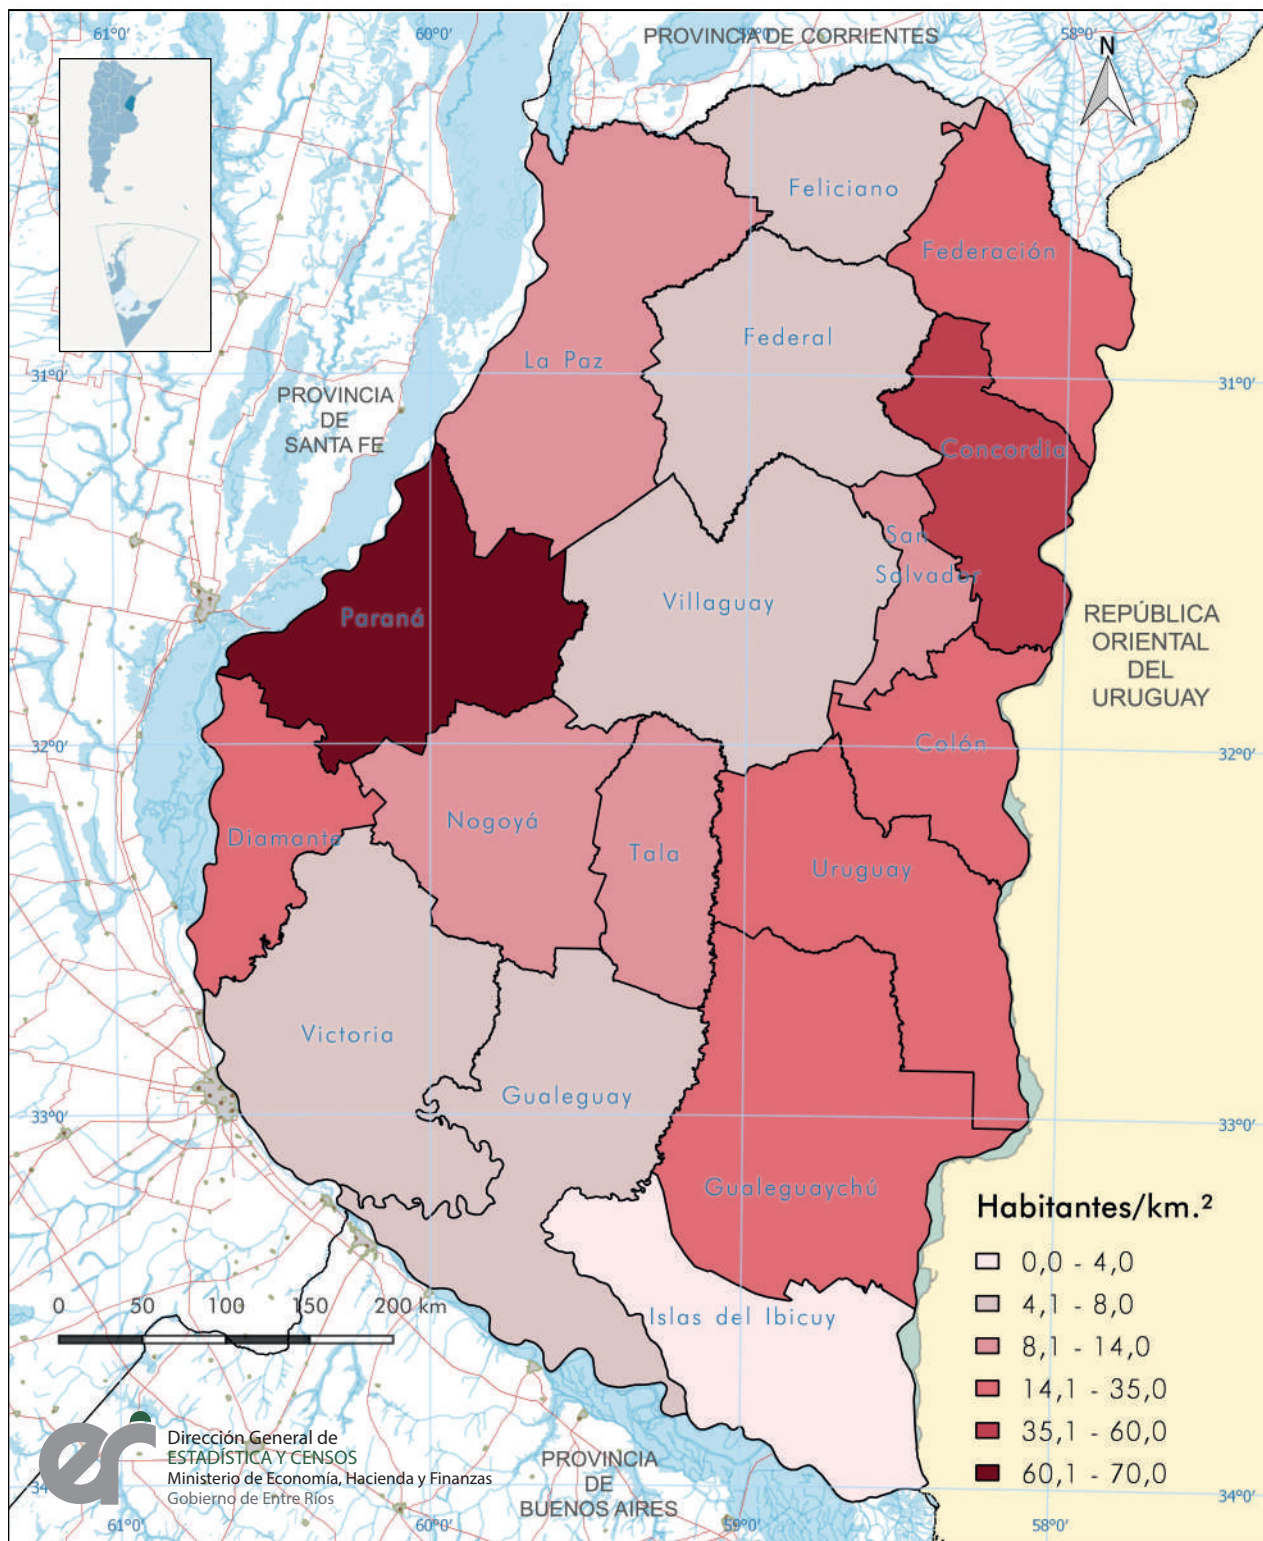 61°0'
60°0'
59°0'
58°0'
PROVINCIA DE CORRIENTES
N
Feliciano
Federación
Federal
La Paz
31°0'
31°0'
PROVINCIA
DE
SANTA FE
Concordia
San
Salvador
Villaguay
Paraná
REPÚBLICA
ORIENTAL
DEL
URUGUAY
32°0'
32°0'
Colón
Nogoyá
Diamante
Tala
Uruguay
Victoria
Gualeguay
33°0'
33°0'
Gualeguaychú
Islas del Ibicuy
Habitantes/km.²
0,0 - 4,0
4,1 - 8,0
8,1 - 14,0
14,1 - 35,0
35,1 - 60,0
60,1 - 70,0
0 50 100 150 200 km
er
Dirección General de
ESTADÍSTICA Y CENSOS
Ministerio de Economía, Hacienda y Finanzas
Gobierno de Entre Ríos
PROVINCIA
DE
BUENOS AIRES
34°0'
34°0'
61°0'
60°0'
59°0'
58°0'